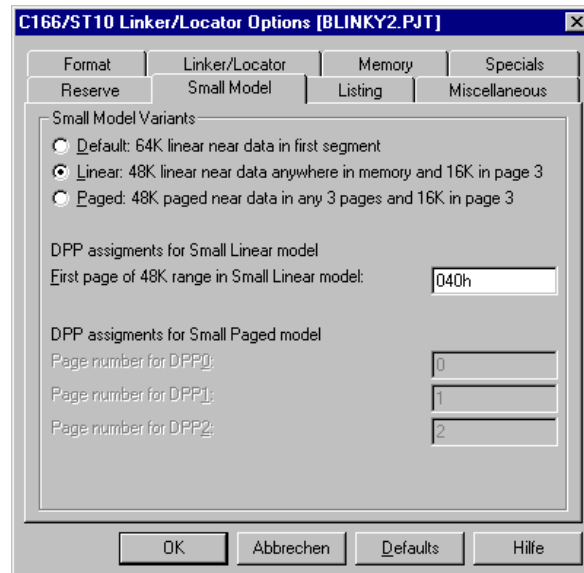 C166/ST10 Linker/Locator Options [BLINKY2.PJT]
Format Linker/Locator Memory Specials
Reserve Small Model Listing Miscellaneous
Small Model Variants
Default: 64K linear near data in first segment
Linear: 48K linear near data anywhere in memory and 16K in page 3
Paged: 48K paged near data in any 3 pages and 16K in page 3
DPP assigments for Small Linear model
First page of 48K range in Small Linear model: 040h
DPP assigments for Small Paged model
Page number for DPP0: 0
Page number for DPP1: 1
Page number for DPP2: 2
OK Abbrechen Defaults Hilfe